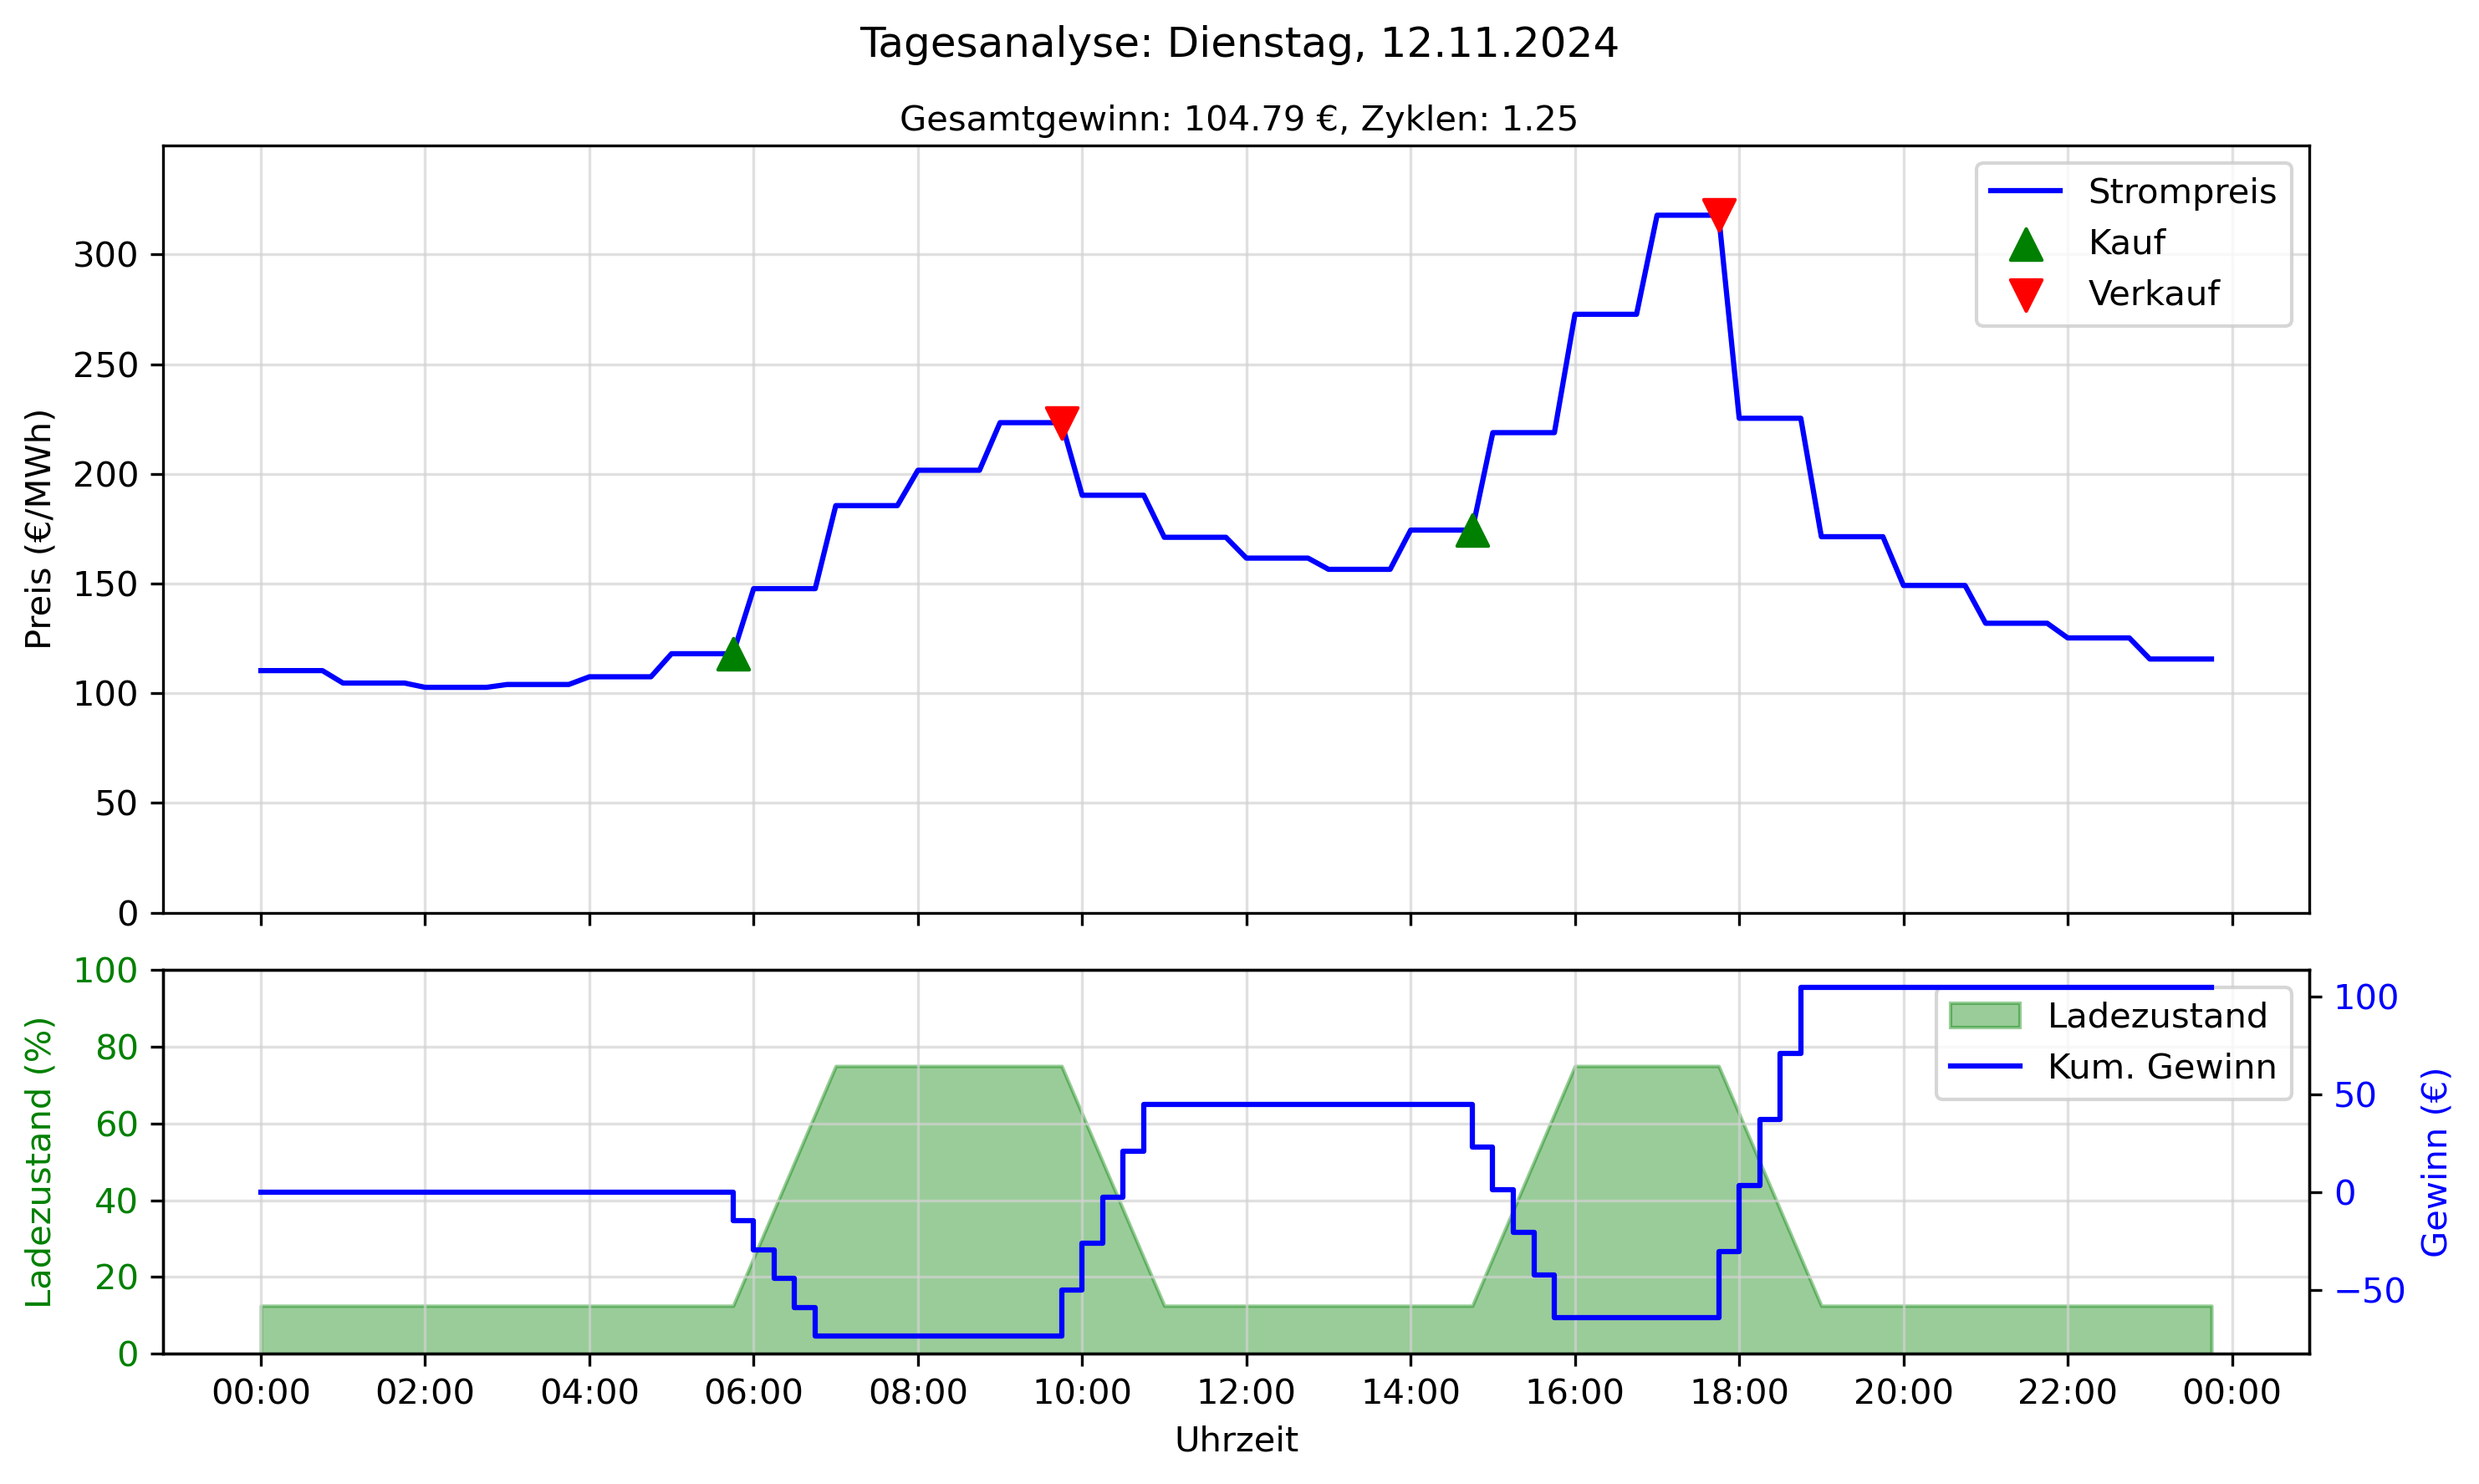 Tagesanalyse: Dienstag, 12.11.2024
Gesamtgewinn: 104.79 €, Zyklen: 1.25
Preis (€/MWh)
300
250
200
150
100
50
0
Strompreis
Kauf
Verkauf
Ladezustand (%)
100
80
60
40
20
0
Ladezustand
Kum. Gewinn
100
50
0
−50
Gewinn (€)
00:00 02:00 04:00 06:00 08:00 10:00 12:00 14:00 16:00 18:00 20:00 22:00 00:00
Uhrzeit